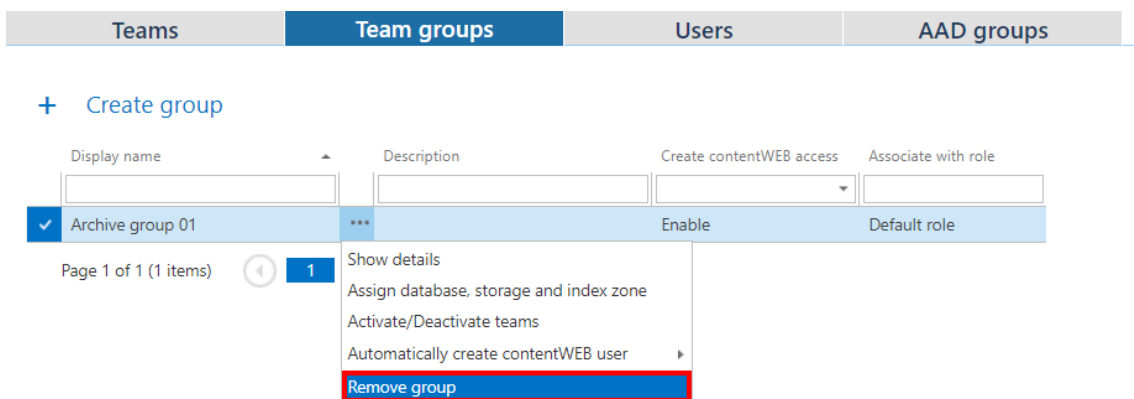 Teams Team groups Users AAD groups
+ Create group
Display name Description Create contentWEB access Associate with role
Archive group 01 ••• Enable Default role
Page 1 of 1 (1 items) 1
Show details
Assign database, storage and index zone
Activate/Deactivate teams
Automatically create contentWEB user
Remove group